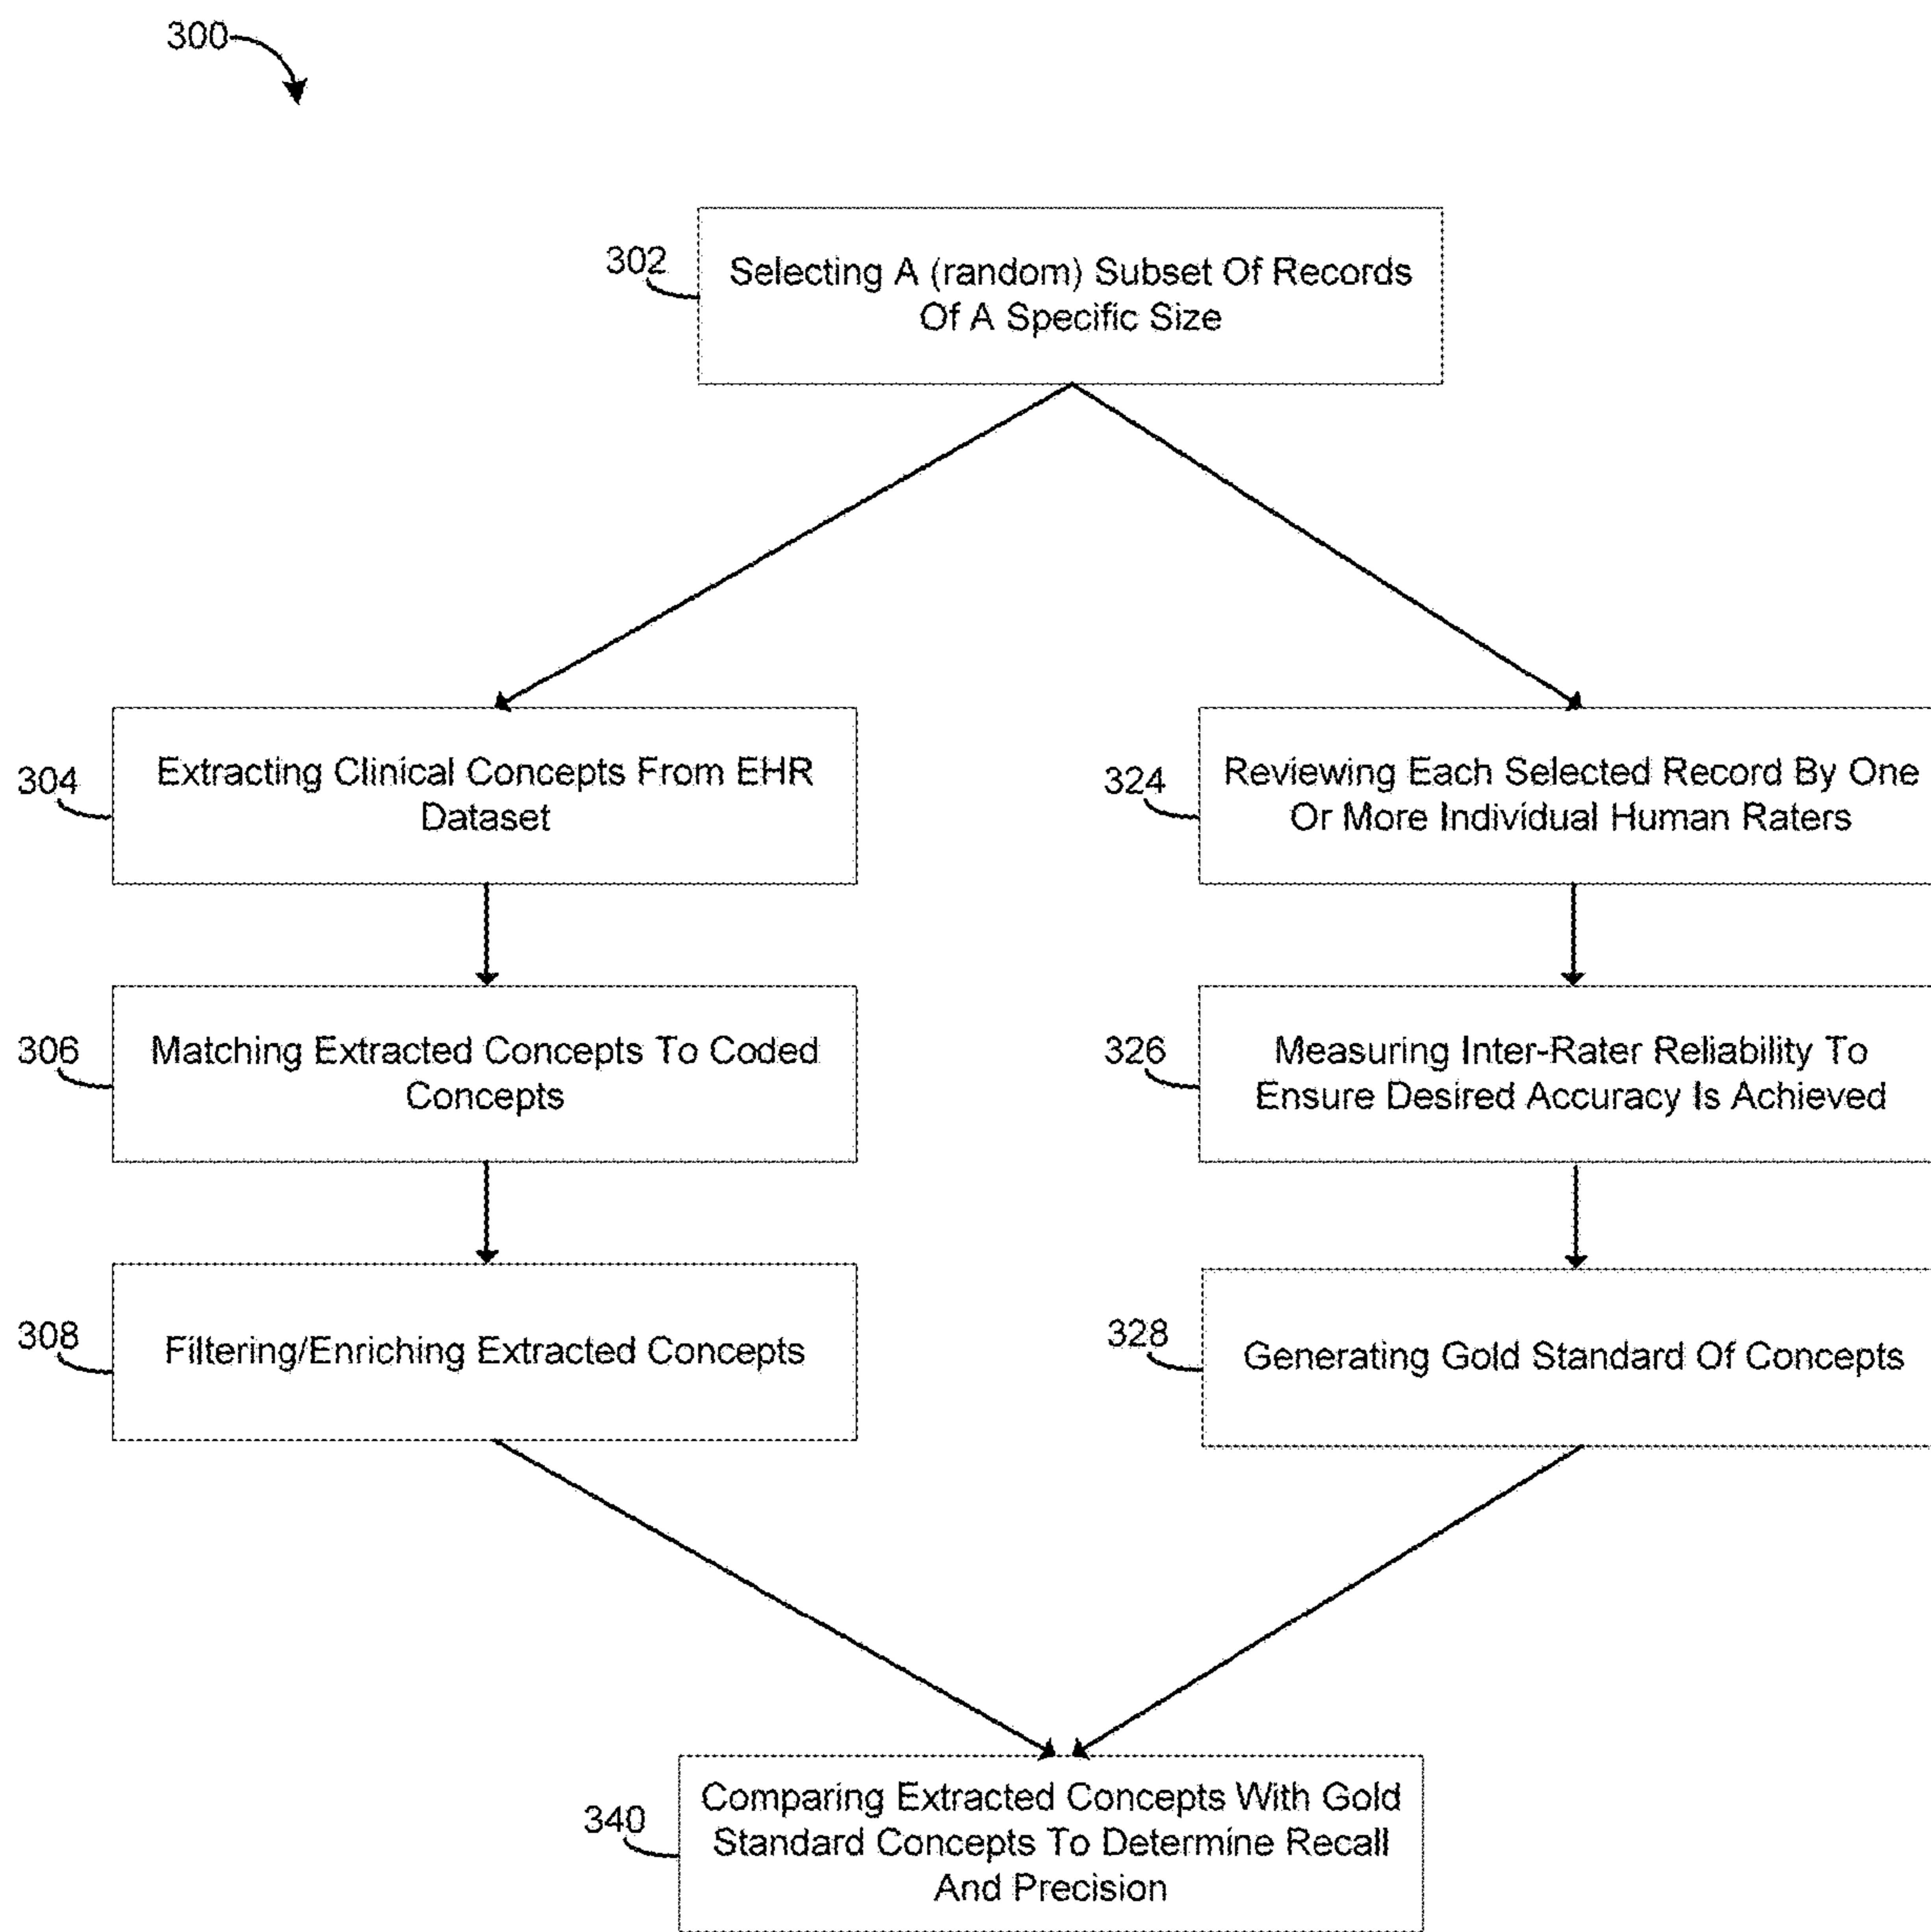 300
302
Selecting A (random) Subset Of Records
Of A Specific Size
304
Extracting Clinical Concepts From EHR
Dataset
324
Reviewing Each Selected Record By One
Or More Individual Human Raters
306
Matching Extracted Concepts To Coded
Concepts
326
Measuring Inter-Rater Reliability To
Ensure Desired Accuracy Is Achieved
308
Filtering/Enriching Extracted Concepts
328
Generating Gold Standard Of Concepts
340
Comparing Extracted Concepts With Gold
Standard Concepts To Determine Recall
And Precision